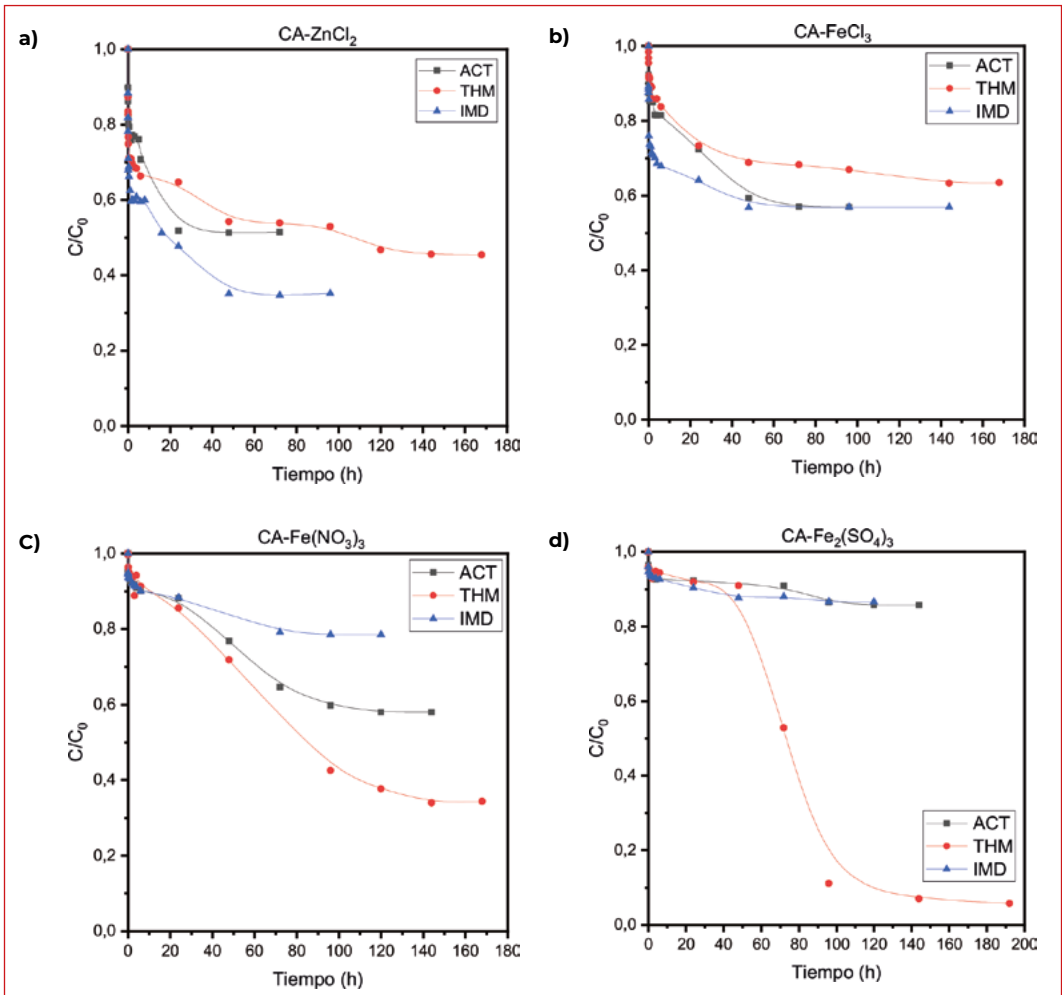 a)
CA-ZnCl₂
1,0
0,8
0,6
0,4
0,2
0,0
C/C₀
0 20 40 60 80 100 120 140 160 180
Tiempo (h)
ACT
THM
IMD
b)
CA-FeCl₃
1,0
0,8
0,6
0,4
0,2
0,0
C/C₀
0 20 40 60 80 100 120 140 160 180
Tiempo (h)
ACT
THM
IMD
C)
CA-Fe(NO₃)₃
1,0
0,8
0,6
0,4
0,2
0,0
C/C₀
0 20 40 60 80 100 120 140 160 180
Tiempo (h)
ACT
THM
IMD
d)
CA-Fe₂(SO₄)₃
1,0
0,8
0,6
0,4
0,2
0,0
C/C₀
0 20 40 60 80 100 120 140 160 180 200
Tiempo (h)
ACT
THM
IMD